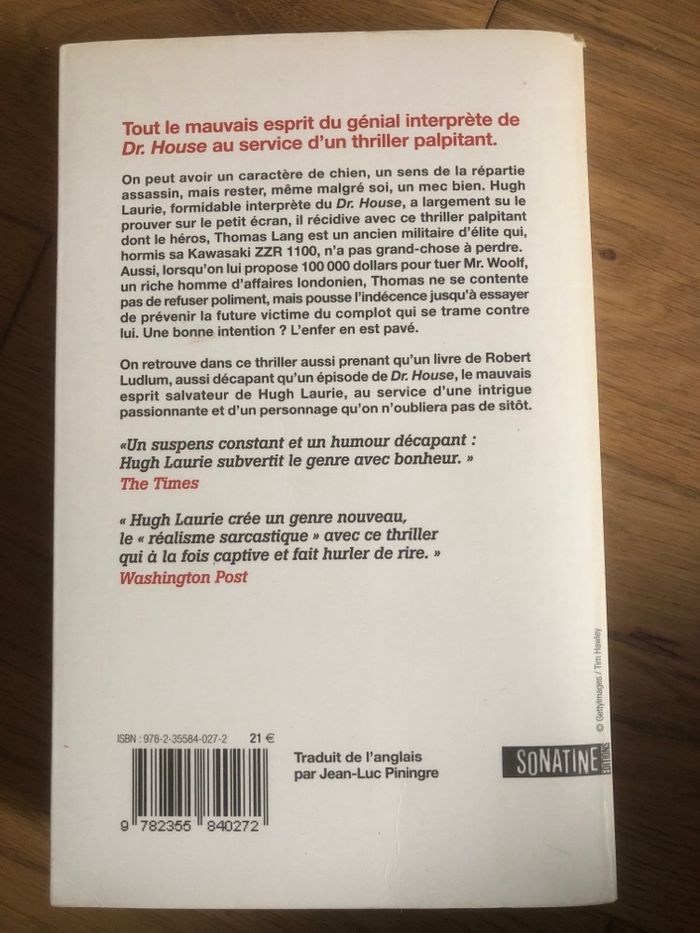 Tout le mauvais esprit du génial interprète de
Dr. House au service d'un thriller palpitant.
On peut avoir un caractère de chien, un sens de la répartie
assassin, mais rester, même malgré soi, un mec bien. Hugh
Laurie, formidable interprète du Dr. House, a largement su le
prouver sur le petit écran, il récidive avec ce thriller palpitant
dont le héros, Thomas Lang est un ancien militaire d'élite qui,
hormis sa Kawasaki ZZR 1100, n'a pas grand-chose à perdre.
Aussi, lorsqu'on lui propose 100 000 dollars pour tuer Mr. Woolf,
un riche homme d'affaires londonien, Thomas ne se contente
pas de refuser poliment, mais pousse l'indécence jusqu'à essayer
de prévenir la future victime du complot qui se trame contre
lui. Une bonne intention ? L'enfer en est pavé.
On retrouve dans ce thriller aussi prenant qu'un livre de Robert
Ludlum, aussi décapant qu'un épisode de Dr. House, le mauvais
esprit salvateur de Hugh Laurie, au service d'une intrigue
passionnante et d'un personnage qu'on n'oubliera pas de sitôt.
«Un suspens constant et un humour décapant :
Hugh Laurie subvertit le genre avec bonheur. »
The Times
« Hugh Laurie crée un genre nouveau,
le « réalisme sarcastique » avec ce thriller
qui à la fois captive et fait hurler de rire. »
Washington Post
© GettyImages / Tim Hawley
ISBN : 978-2-35584-027-2 21 €
9 782355 840272
Traduit de l'anglais
par Jean-Luc Piningre
SONATINE
EDITIONS